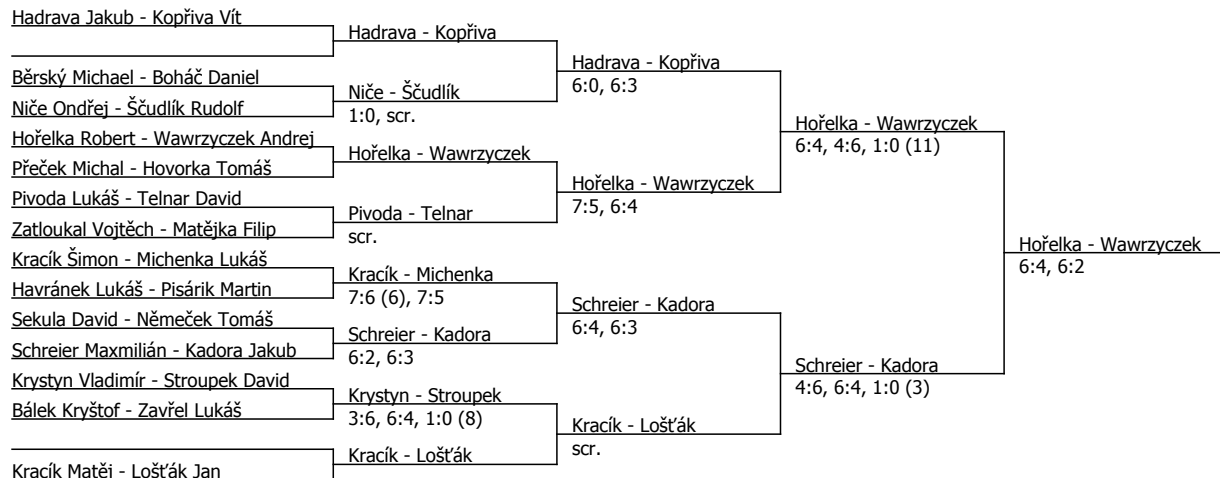 Hadrava Jakub - Kopřiva Vít
Běrský Michael - Boháč Daniel
Niče Ondřej - Ščudlík Rudolf
Hořelka Robert - Wawrzyczek Andrej
Přeček Michal - Hovorka Tomáš
Pivoda Lukáš - Telnar David
Zatloukal Vojtěch - Matějka Filip
Kracík Šimon - Michenka Lukáš
Havránek Lukáš - Pisárik Martin
Sekula David - Němeček Tomáš
Schreier Maxmilián - Kadora Jakub
Krystyn Vladimír - Stroupek David
Bálek Kryštof - Zavřel Lukáš
Kracík Matěj - Lošťák Jan
Hadrava - Kopřiva
Niče - Ščudlík
1:0, scr.
Hořelka - Wawrzyczek
Pivoda - Telnar
scr.
Kracík - Michenka
7:6 (6), 7:5
Schreier - Kadora
6:2, 6:3
Krystyn - Stroupek
3:6, 6:4, 1:0 (8)
Kracík - Lošťák
Hadrava - Kopřiva
6:0, 6:3
Hořelka - Wawrzyczek
7:5, 6:4
Schreier - Kadora
6:4, 6:3
Kracík - Lošťák
scr.
Hořelka - Wawrzyczek
6:4, 4:6, 1:0 (11)
Schreier - Kadora
4:6, 6:4, 1:0 (3)
Hořelka - Wawrzyczek
6:4, 6:2